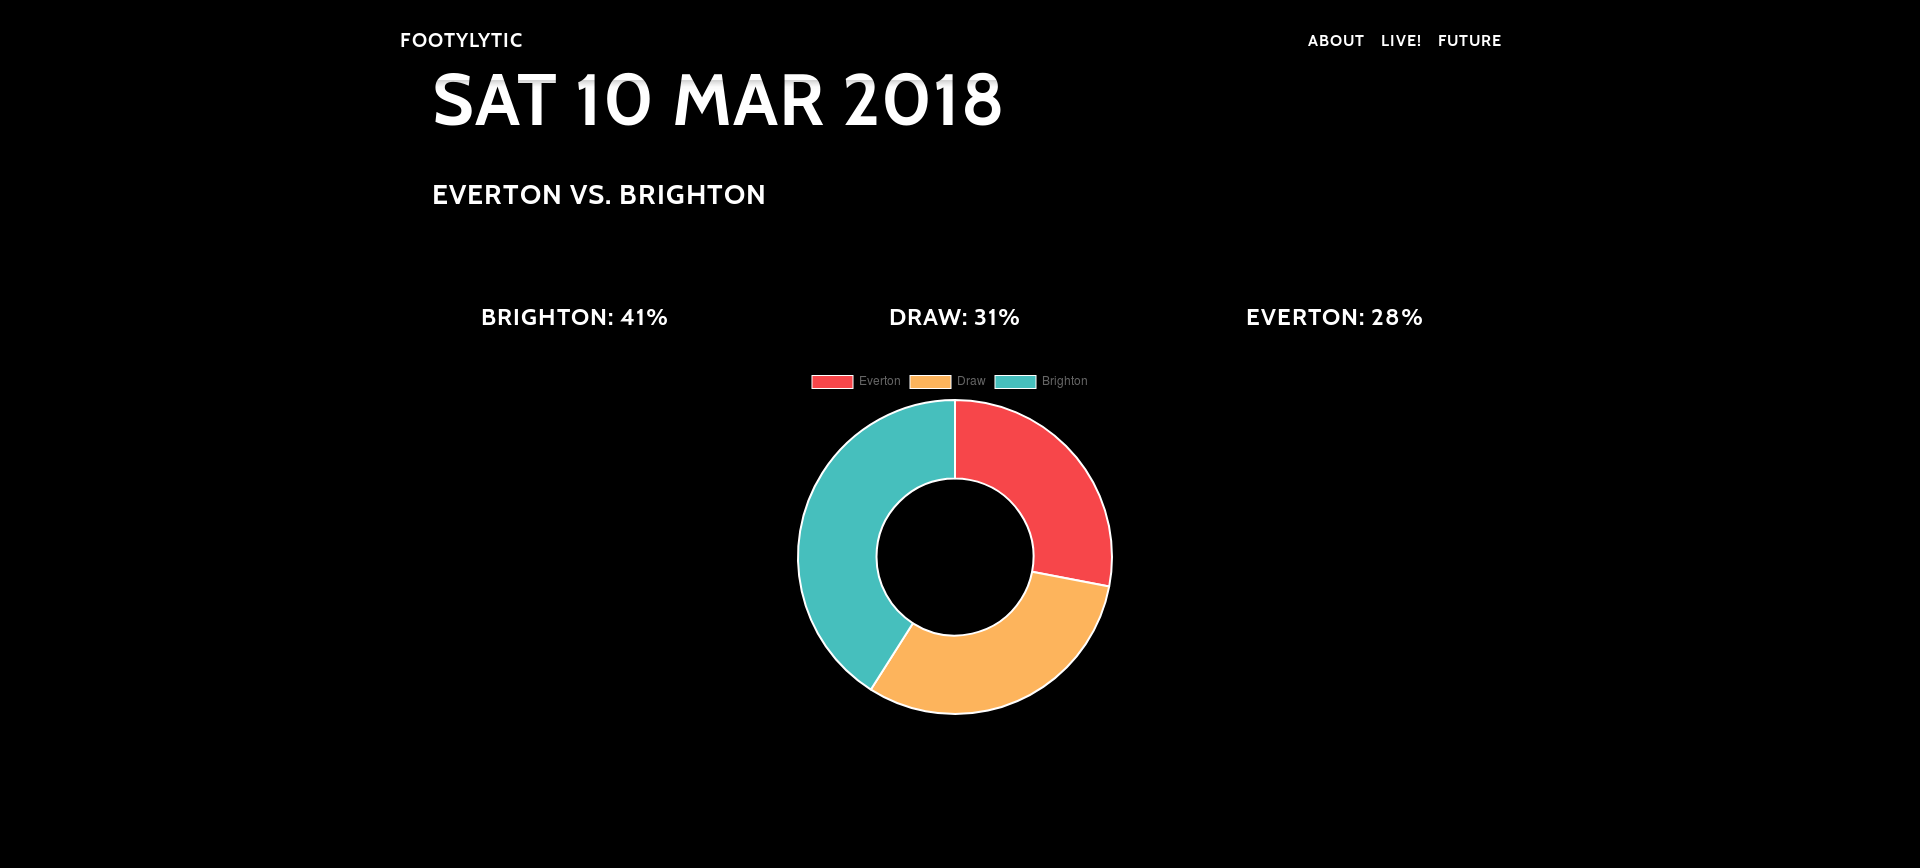 FOOTYLYTIC ABOUT LIVE! FUTURE
SAT 10 MAR 2018
EVERTON VS. BRIGHTON
BRIGHTON: 41% DRAW: 31% EVERTON: 28%
Everton Draw Brighton